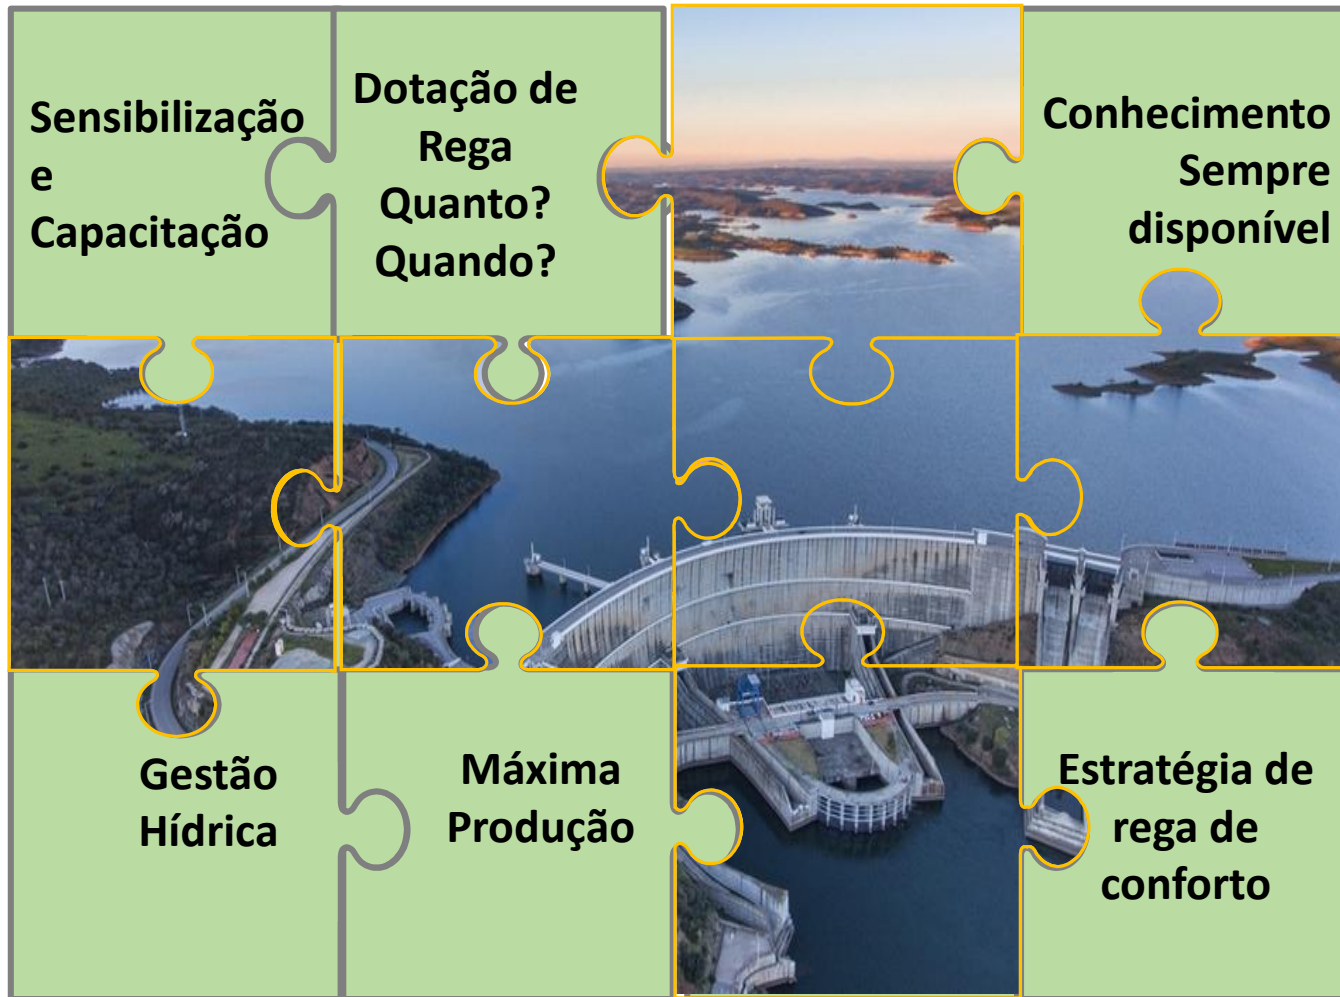 Sensibilização
e
Capacitação
Dotação de
Rega
Quanto?
Quando?
Conhecimento
Sempre
disponível
Gestão
Hídrica
Máxima
Produção
Estratégia de
rega de
conforto